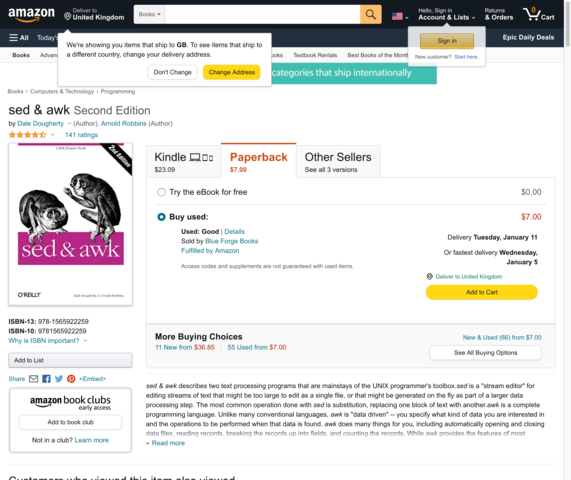 amazon
Deliver to
United Kingdom
Books
Hello, Sign in
Account & Lists
Returns
& Orders
0
Cart
All
Today's
Sign in
New customer? Start here.
Epic Daily Deals
We're showing you items that ship to GB. To see items that ship to
a different country, change your delivery address.
Don't Change
Change Address
Books
Advanced
ooks
Textbook Rentals
Best Books of the Mont
categories that ship internationally
Books › Computers & Technology › Programming
sed & awk Second Edition
by Dale Dougherty (Author), Arnold Robbins (Author)
141 ratings
UNIX Power Tools
2nd Edition
sed & awk
O'REILLY
Dale Dougherty & Arnold Robbins
Kindle
$23.09
Paperback
$7.00
Other Sellers
See all 3 versions
Try the eBook for free
$0.00
Buy used:
$7.00
Used: Good | Details
Sold by Blue Forge Books
Fulfilled by Amazon
Access codes and supplements are not guaranteed with used items.
Delivery Tuesday, January 11
Or fastest delivery Wednesday,
January 5
Deliver to United Kingdom
Add to Cart
ISBN-13: 978-1565922259
ISBN-10: 9781565922259
Why is ISBN important?
Add to List
Share
<Embed>
amazon book clubs
early access
Add to book club
Not in a club? Learn more
More Buying Choices
11 New from $36.85
55 Used from $7.00
New & Used (66) from $7.00
See All Buying Options
sed & awk describes two text processing programs that are mainstays of the UNIX programmer's toolbox.sed is a "stream editor" for
editing streams of text that might be too large to edit as a single file, or that might be generated on the fly as part of a larger data
processing step. The most common operation done with sed is substitution, replacing one block of text with another.awk is a complete
programming language. Unlike many conventional languages, awk is "data driven" -- you specify what kind of data you are interested in
and the operations to be performed when that data is found. awk does many things for you, including automatically opening and closing
data files, reading records, breaking the records up into fields, and counting the records. While awk provides the features of most
Read more
Customers who viewed this item also viewed